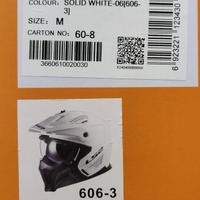 COLOUR: SOLID WHITE-06[606-
3]
SIZE: M
CARTON NO: 60-8
3660610020030
6 923221 123430
606-3